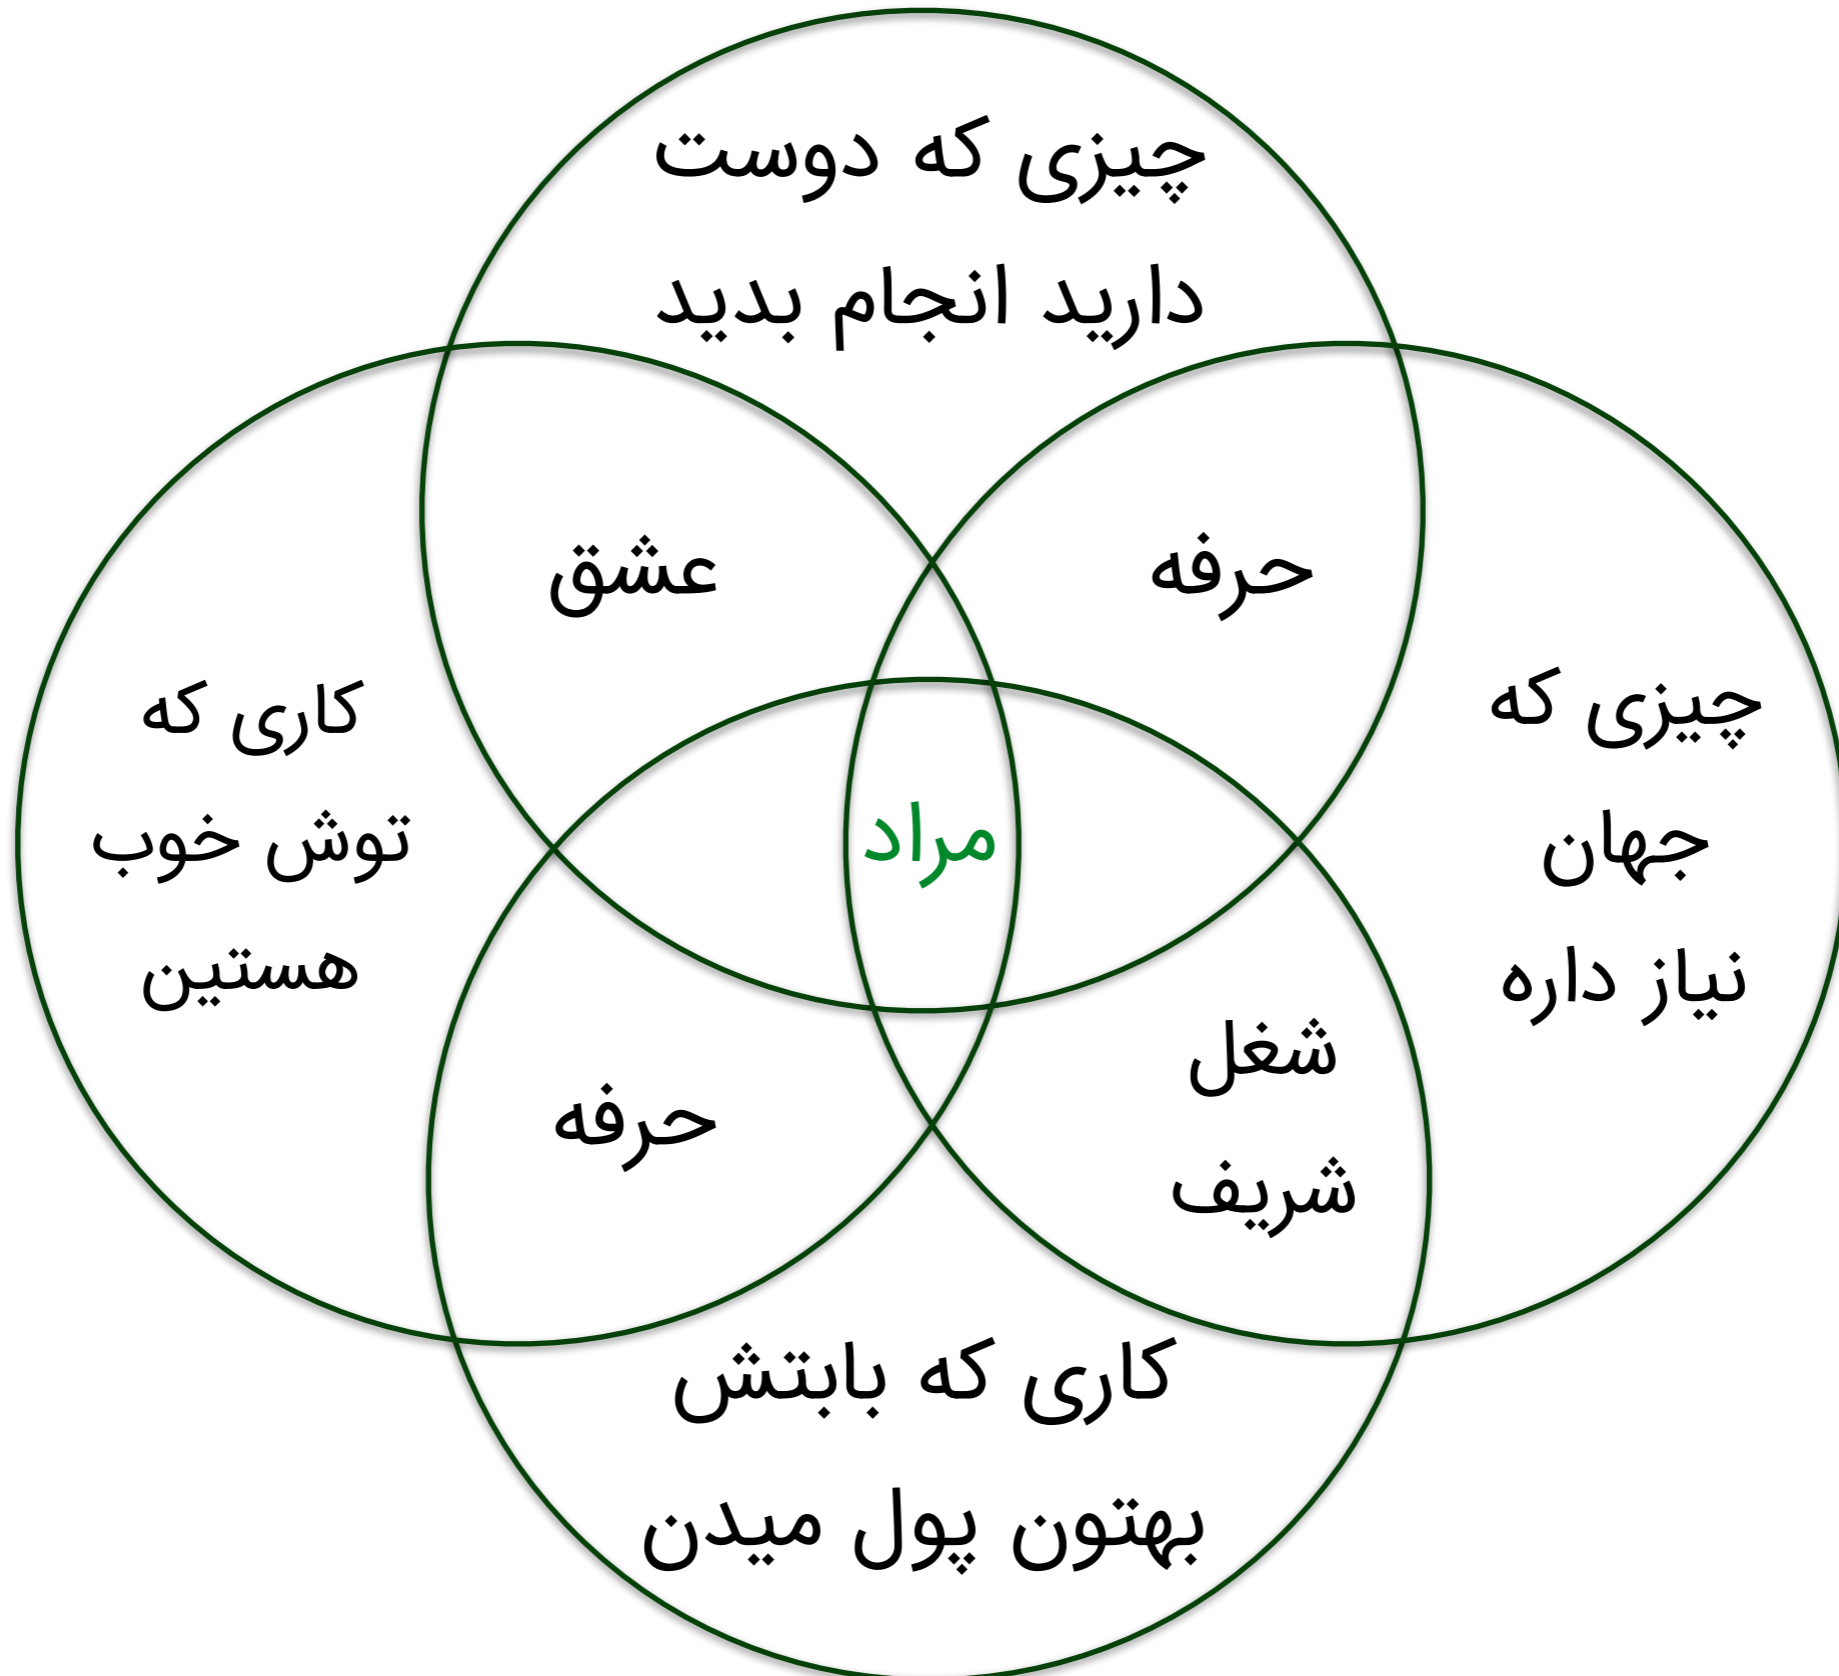 چیزی که دوست
دارید انجام بدید
عشق
حرفه
چیزی که
جهان
نیاز داره
کاری که
توش خوب
هستین
مراد
شغل
شریف
حرفه
کاری که بابتش
بهتون پول میدن